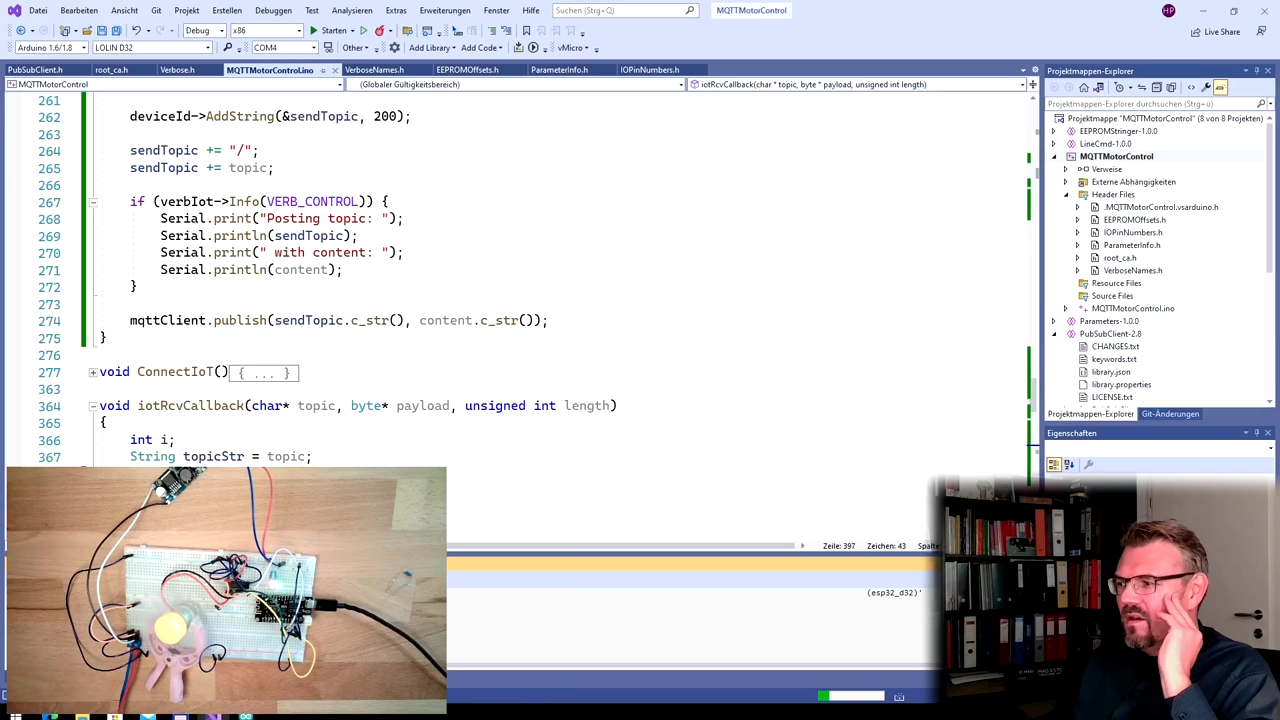 Datei Bearbeiten Ansicht Git Projekt Erstellen Debuggen Test Analysieren Extras Erweiterungen Fenster Hilfe Suchen (Strg+Q) MQTTMotorControl HP
Debug x86 Starten Live Share
Arduino 1.6/1.8 LOLIN D32 COM4 Other Add Library Add Code vMicro
PubSubClient.h root_ca.h Verbose.h MQTTMotorControl.ino VerboseNames.h EEPROMOffsets.h ParameterInfo.h IOPinNumbers.h
MQTTMotorControl (Globaler Gültigkeitsbereich) iotRcvCallback(char * topic, byte * payload, unsigned int length)
261
262 deviceId->AddString(&sendTopic, 200);
263
264 sendTopic += "/";
265 sendTopic += topic;
266
267 if (verbIot->Info(VERB_CONTROL)) {
268 Serial.print("Posting topic: ");
269 Serial.println(sendTopic);
270 Serial.print(" with content: ");
271 Serial.println(content);
272 }
273
274 mqttClient.publish(sendTopic.c_str(), content.c_str());
275 }
276
277 void ConnectIoT() { ... }
363
364 void iotRcvCallback(char* topic, byte* payload, unsigned int length)
365 {
366 int i;
367 String topicStr = topic;
Zeile: 397 Zeichen: 43 Spalte
(esp32_d32)'
Projektmappen-Explorer
Projektmappen-Explorer durchsuchen (Strg+ü)
Projektmappe "MQTTMotorControl" (8 von 8 Projekten)
EEPROMStringer-1.0.0
LineCmd-1.0.0
MQTTMotorControl
Verweise
Externe Abhängigkeiten
Header Files
.MQTTMotorControl.vsarduino.h
EEPROMOffsets.h
IOPinNumbers.h
ParameterInfo.h
root_ca.h
VerboseNames.h
Resource Files
Source Files
MQTTMotorControl.ino
Parameters-1.0.0
PubSubClient-2.8
CHANGES.txt
keywords.txt
library.json
library.properties
LICENSE.txt
Projektmappen-Explorer Git-Änderungen
Eigenschaften